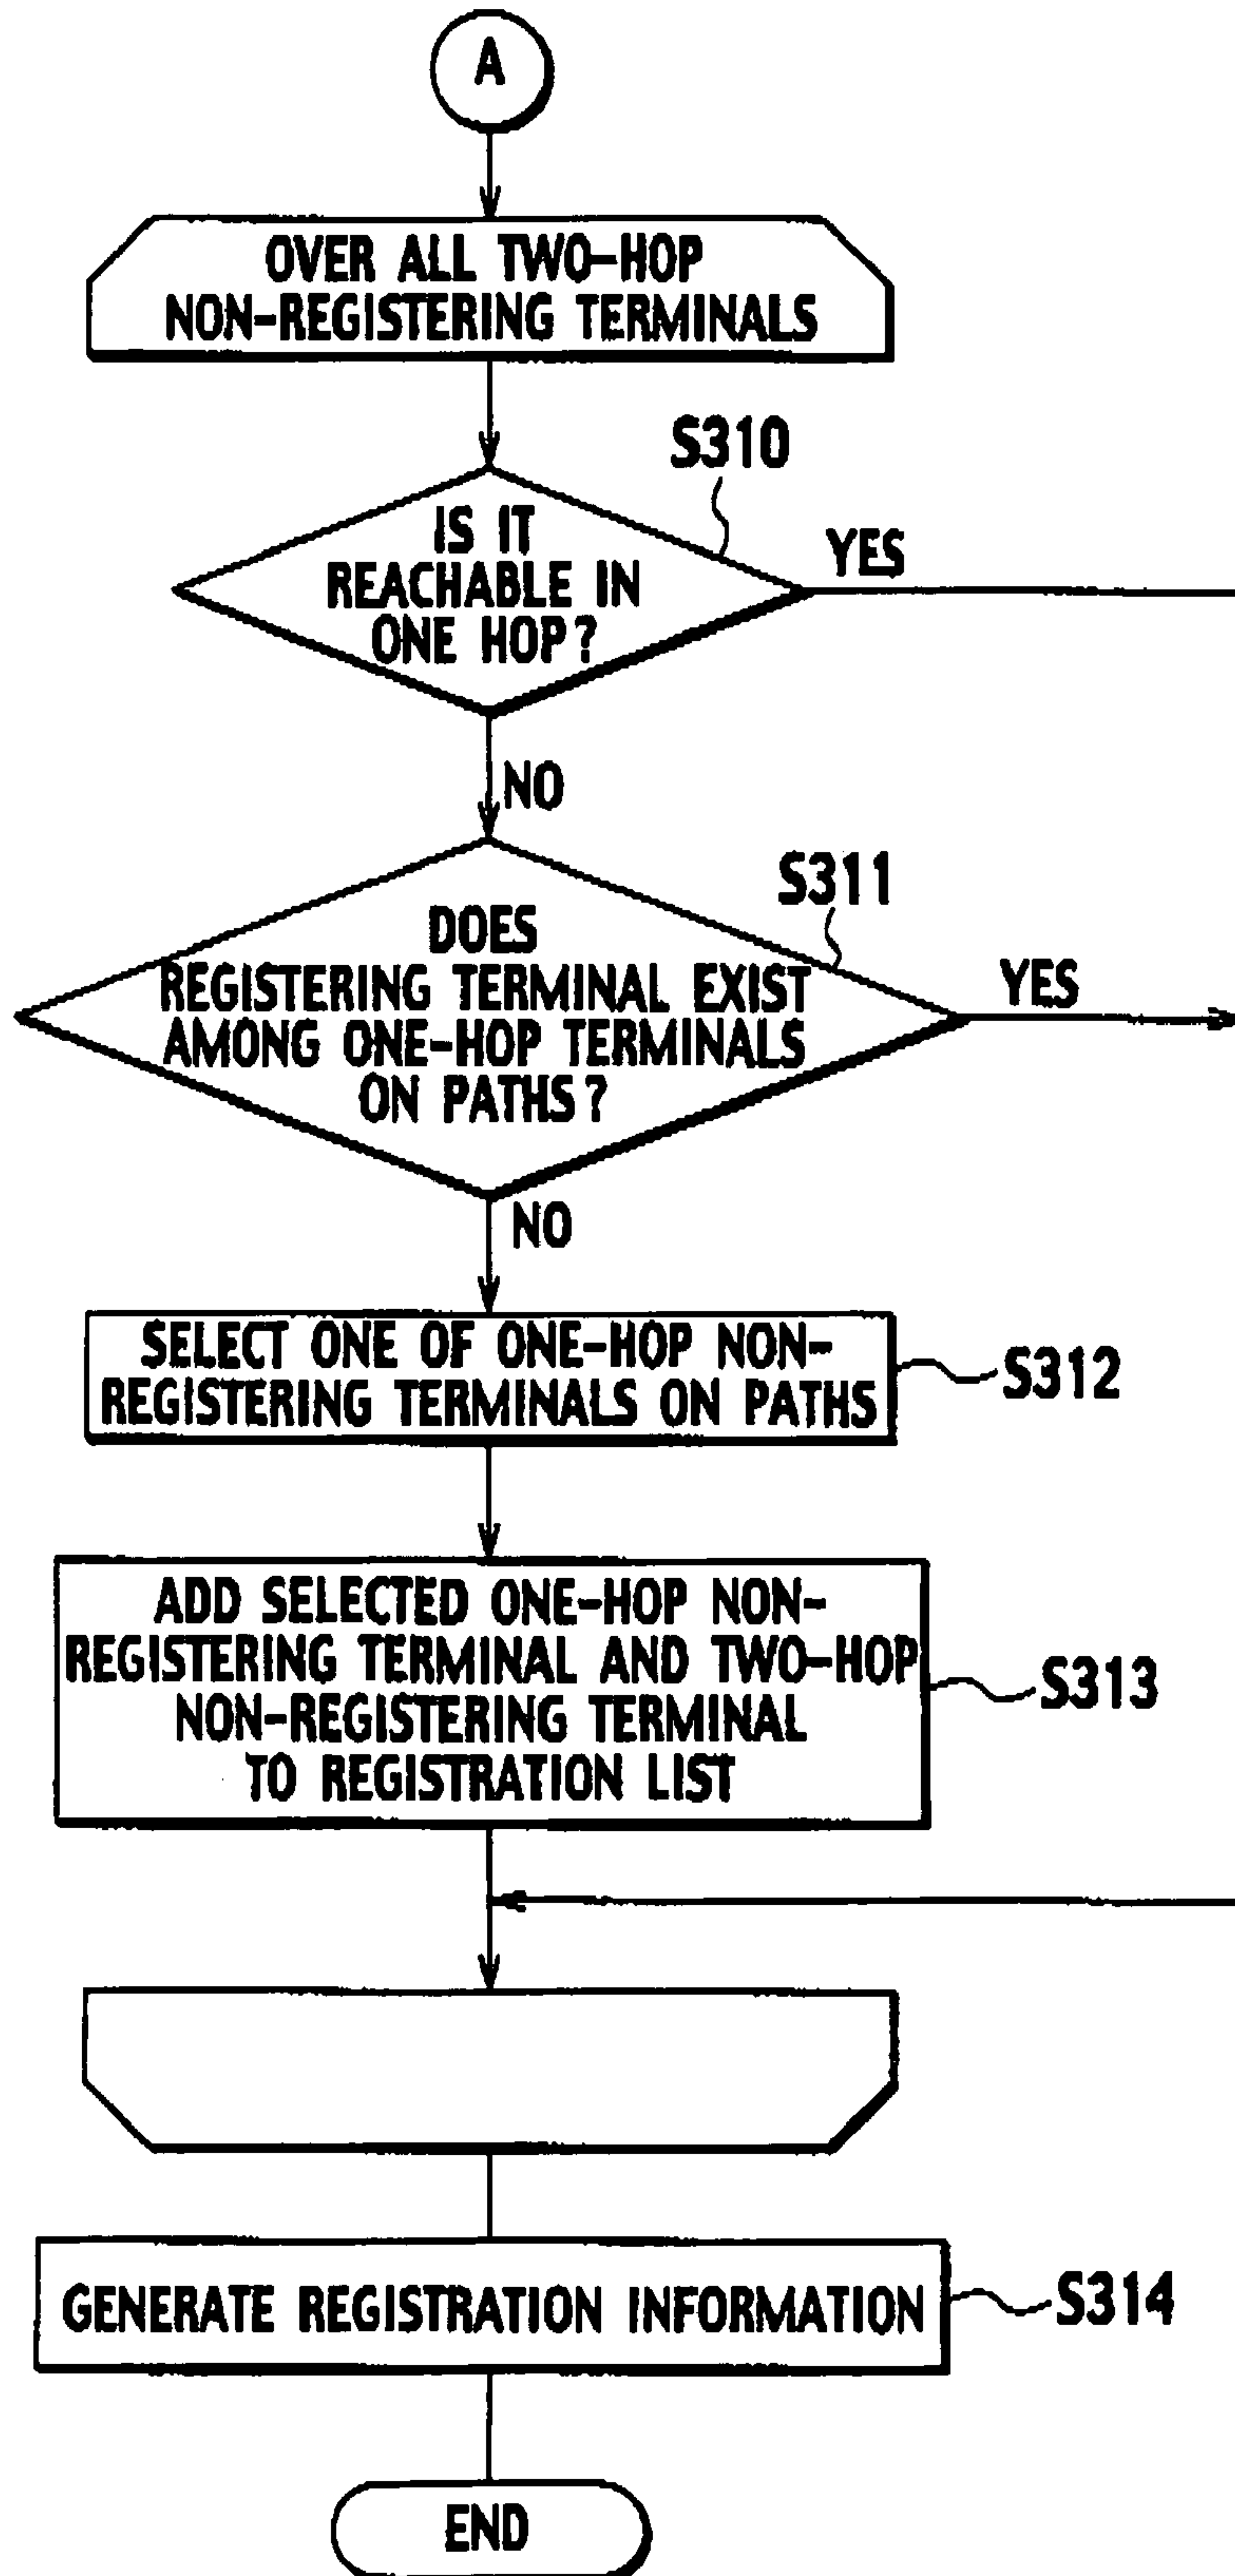 A
OVER ALL TWO-HOP
NON-REGISTERING TERMINALS
S310
IS IT
REACHABLE IN
ONE HOP?
YES
NO
S311
DOES
REGISTERING TERMINAL EXIST
AMONG ONE-HOP TERMINALS
ON PATHS?
YES
NO
SELECT ONE OF ONE-HOP NON-
REGISTERING TERMINALS ON PATHS
S312
ADD SELECTED ONE-HOP NON-
REGISTERING TERMINAL AND TWO-HOP
NON-REGISTERING TERMINAL
TO REGISTRATION LIST
S313
GENERATE REGISTRATION INFORMATION
S314
END